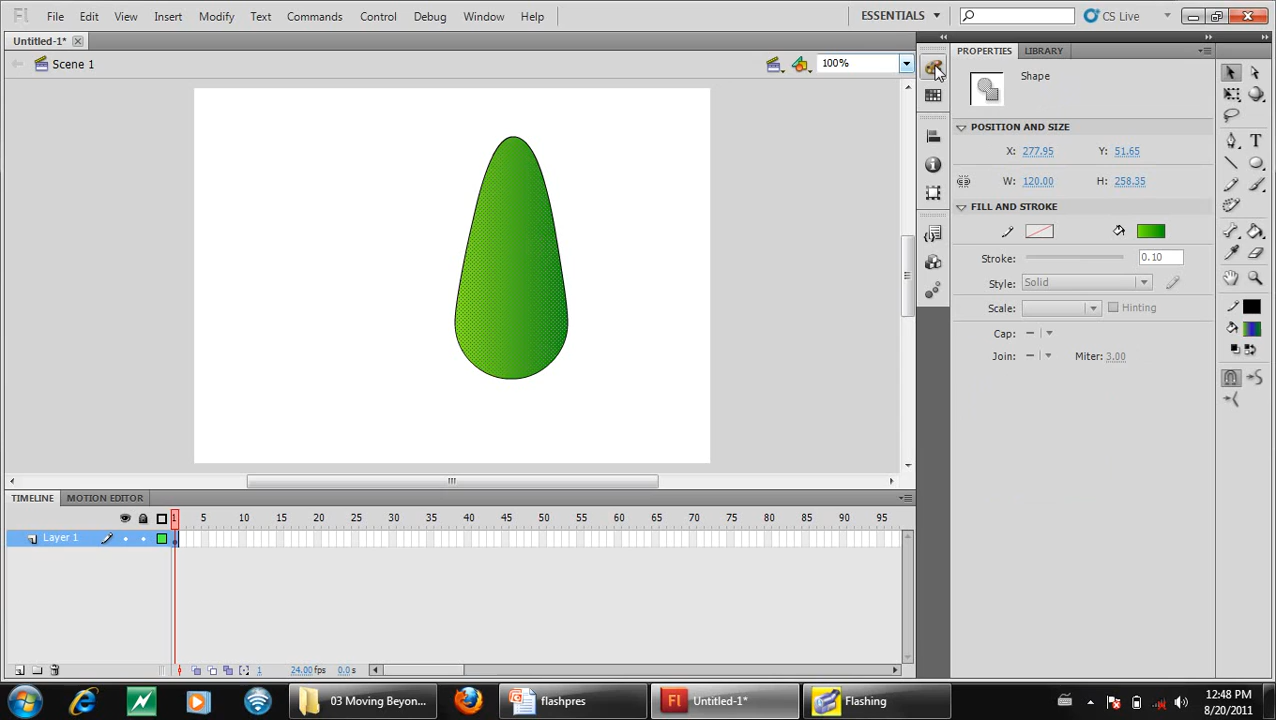 Fl File Edit View Insert Modify Text Commands Control Debug Window Help ESSENTIALS CS Live
Untitled-1*
Scene 1 100%
PROPERTIES LIBRARY
Shape
POSITION AND SIZE
X: 277.95 Y: 51.65
W: 120.00 H: 258.35
FILL AND STROKE
Stroke: 0.10
Style: Solid
Scale: Hinting
Cap:
Join: Miter: 3.00
TIMELINE MOTION EDITOR
1 5 10 15 20 25 30 35 40 45 50 55 60 65 70 75 80 85 90 95
Layer 1
1 24.00 fps 0.0 s
03 Moving Beyon... flashpres Fl Untitled-1* Flashing
12:48 PM
8/20/2011